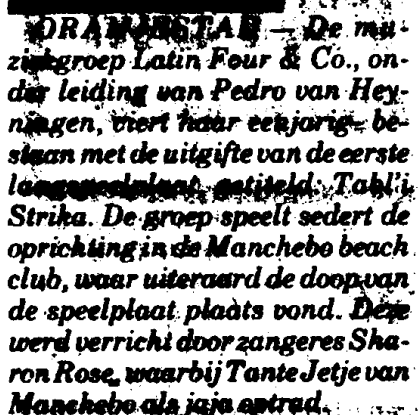 ORANJESTAD — De mu-
ziekgroep Latin Four & Co., on-
der leiding van Pedro van Hey-
ningen, viert haar eenjarig be-
staan met de uitgifte van de eerste
langspeelplaat getiteld: Tabl'i
Strika. De groep speelt sedert de
oprichting in de Manchebo beach
club, waar uiteraard de doop van
de speelplaat plaats vond. Deze
werd verricht door zangeres Sha-
ron Rose, waarbij Tante Jetje van
Manchebo als jaja optrad.